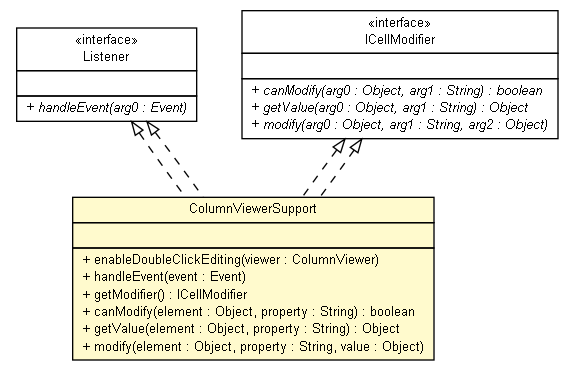 «interface»
Listener
+ handleEvent(arg0 : Event)
«interface»
ICellModifier
+ canModify(arg0 : Object, arg1 : String) : boolean
+ getValue(arg0 : Object, arg1 : String) : Object
+ modify(arg0 : Object, arg1 : String, arg2 : Object)
ColumnViewerSupport
+ enableDoubleClickEditing(viewer : ColumnViewer)
+ handleEvent(event : Event)
+ getModifier() : ICellModifier
+ canModify(element : Object, property : String) : boolean
+ getValue(element : Object, property : String) : Object
+ modify(element : Object, property : String, value : Object)